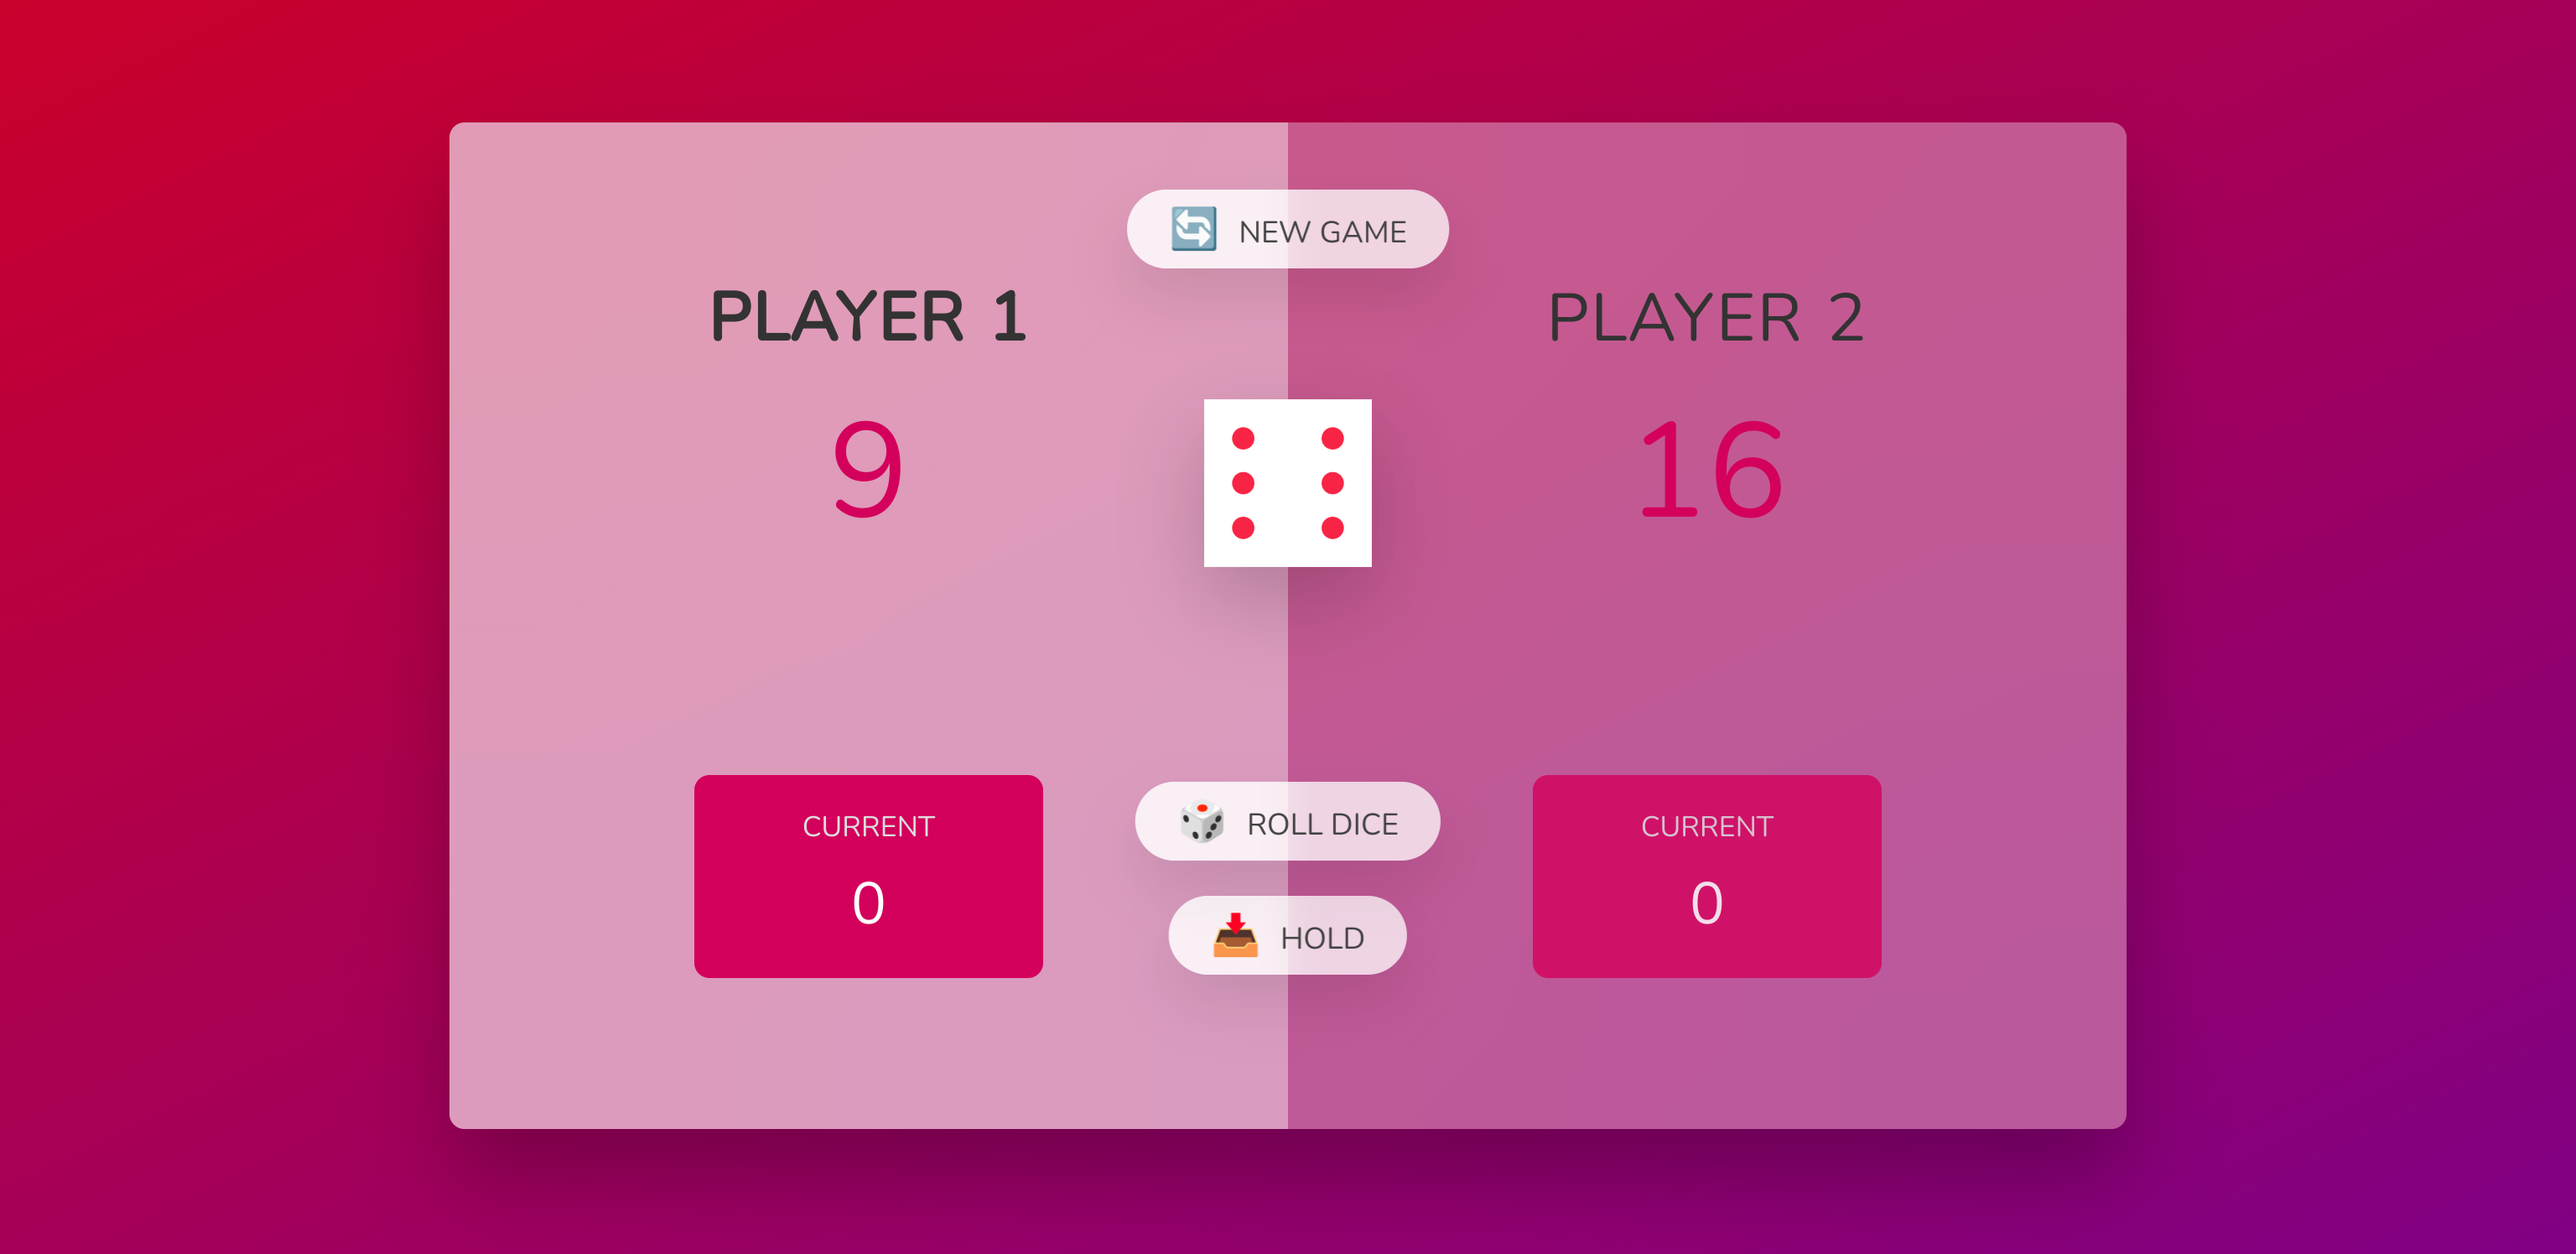 NEW GAME
PLAYER 1
9
CURRENT
0
PLAYER 2
16
CURRENT
0
ROLL DICE
HOLD